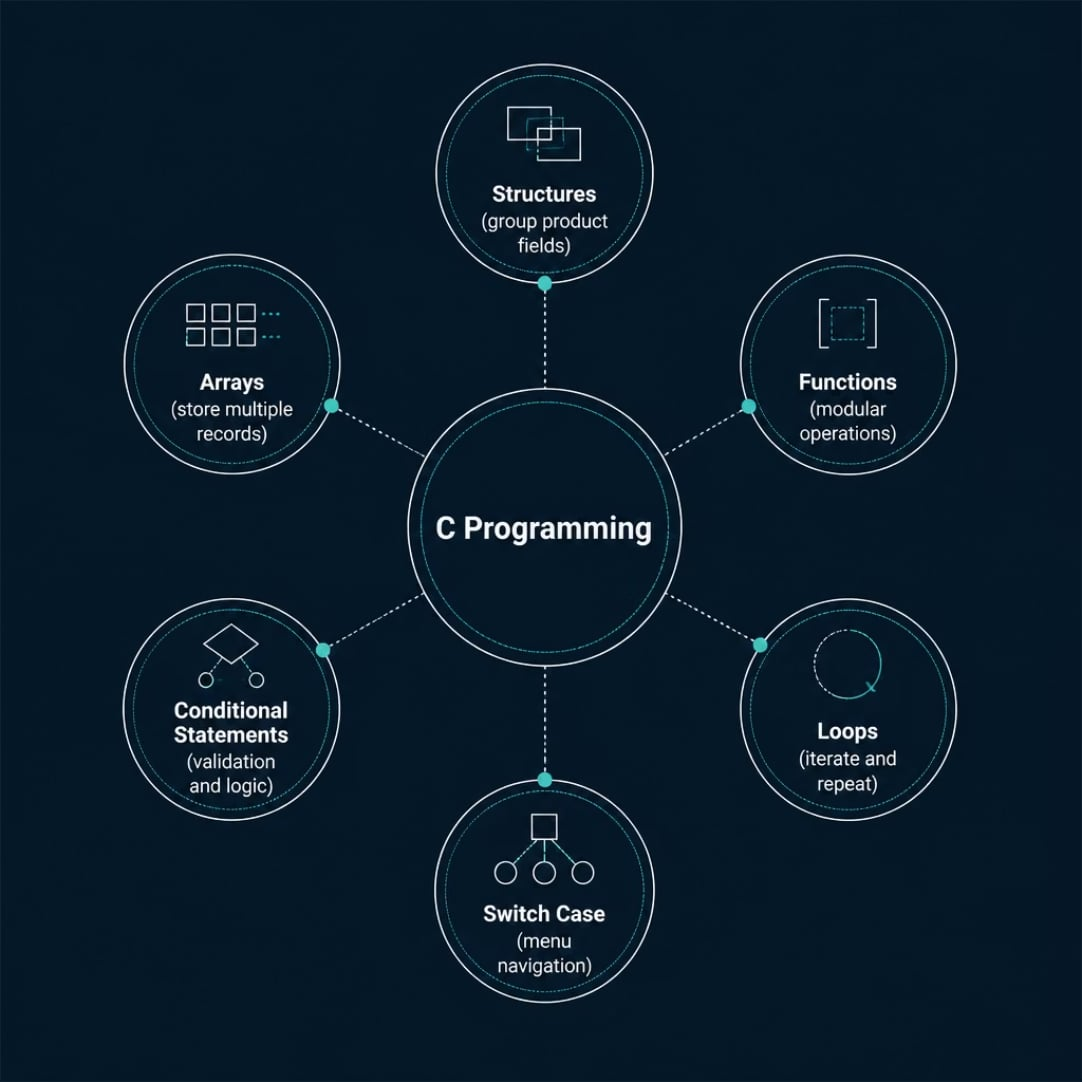 Structures
(group product
fields)
Arrays
(store multiple
records)
Functions
(modular
operations)
C Programming
Conditional
Statements
(validation
and logic)
Loops
(iterate and
repeat)
Switch Case
(menu
navigation)